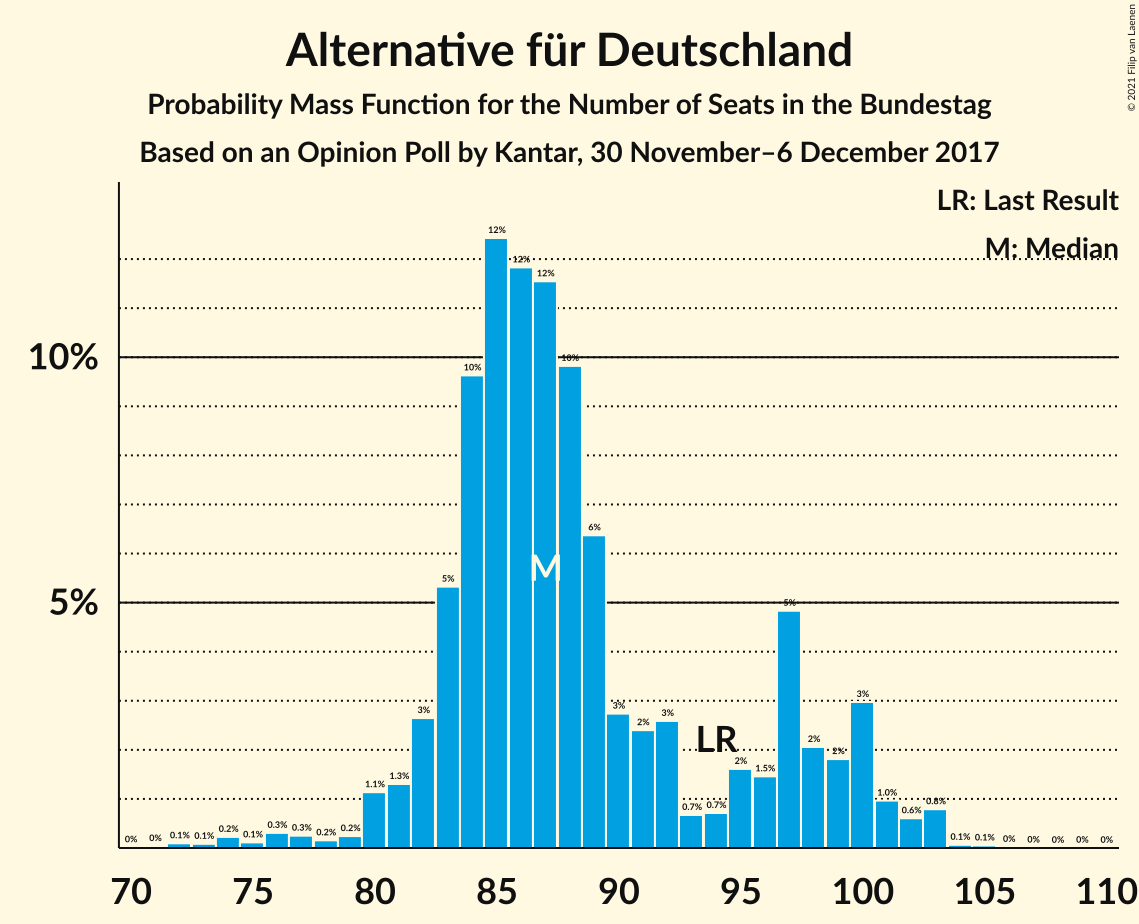 Alternative für Deutschland
Probability Mass Function for the Number of Seats in the Bundestag
Based on an Opinion Poll by Kantar, 30 November–6 December 2017
© 2021 Filip van Laenen
LR: Last Result
M: Median
10%
5%
0% 0% 0.1% 0.1% 0.2% 0.1% 0.3% 0.3% 0.2% 0.2% 1.1% 1.3% 3% 5% 10% 12% 12% 12% 10% 6% 3% 2% 3% 0.7% 0.7% 2% 1.5% 5% 2% 2% 3% 1.0% 0.6% 0.8% 0.1% 0.1% 0% 0% 0% 0% 0%
M
LR
70 75 80 85 90 95 100 105 110